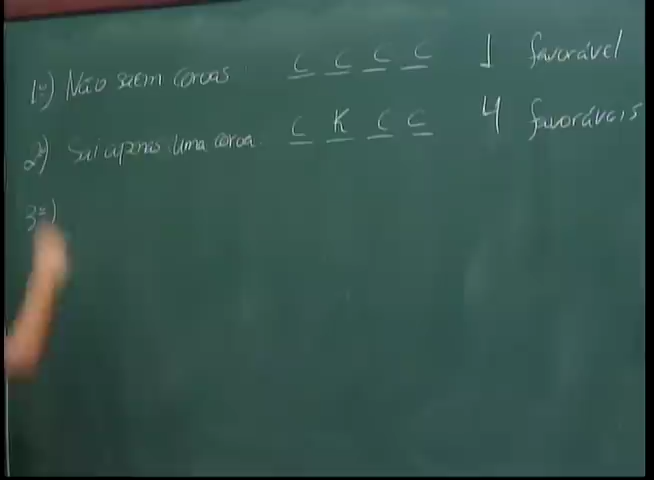 1º) Não saem coroas. C C C C 1 favorável
2º) Sai apenas uma coroa. C K C C 4 favoráveis
3º)